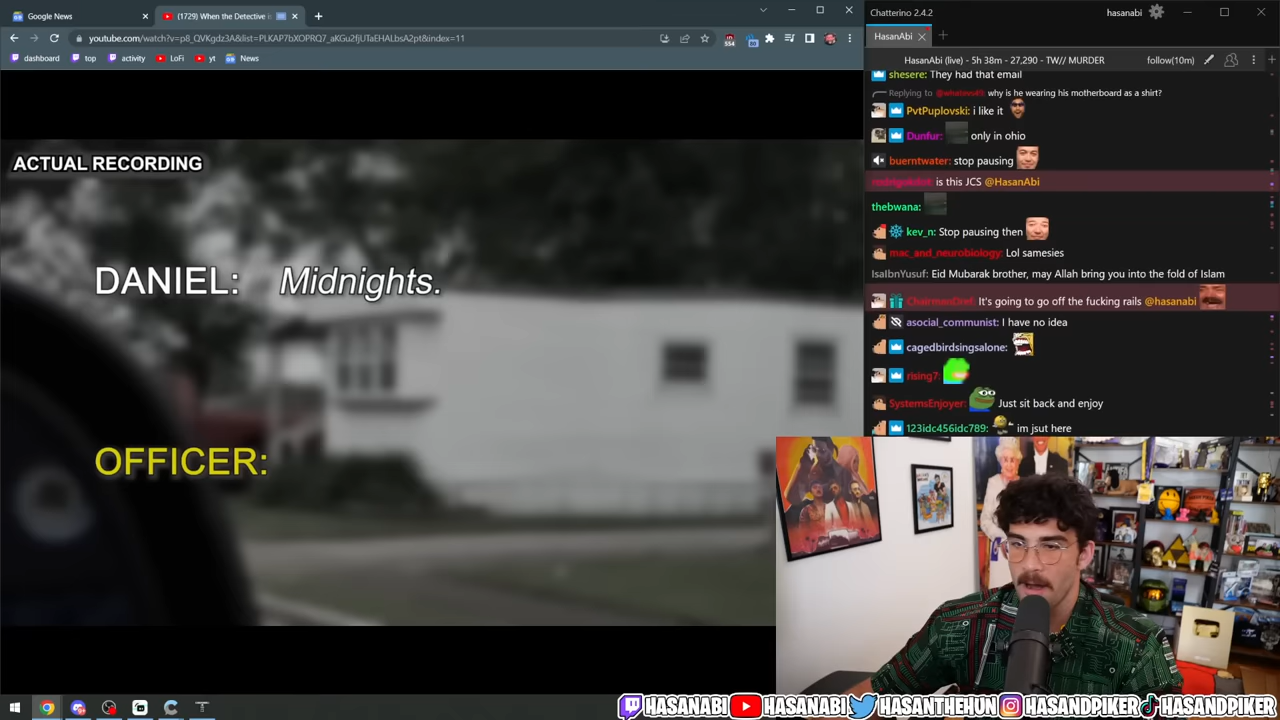 Google News
(1729) When the Detective i
youtube.com/watch?v=p8_QVKgdz3A&list=PLKAP7bXOPRQ7_aKGu2fjUTaEHALbsA2pt&index=11
dashboard
top
activity
LoFi
yt
News
ACTUAL RECORDING
DANIEL: Midnights.
OFFICER:
Chatterino 2.4.2
hasanabi
HasanAbi
HasanAbi (live) - 5h 38m - 27,290 - TW// MURDER
follow(10m)
shesere: They had that email
why is he wearing his motherboard as a shirt?
PvtPuplovski: i like it
Dunfur: only in ohio
buerntwater: stop pausing
is this JCS @HasanAbi
thebwana:
kev_n: Stop pausing then
mac_and_neurobiology: Lol samesies
IsaIbnYusuf: Eid Mubarak brother, may Allah bring you into the fold of Islam
It's going to go off the fucking rails @hasanabi
asocial_communist: I have no idea
cagedbirdsingsalone:
rising7:
SystemsEnjoyer: Just sit back and enjoy
123idc456idc789: im jsut here
HASANABI
HASANABI
HASANTHEHUN
HASANDPIKER
HASANDPIKER